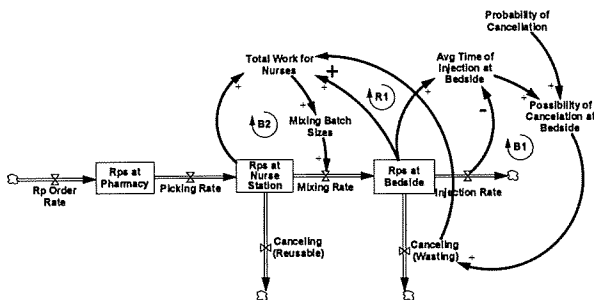 Probability of
Cancellation
Total Work for
Nurses
+
Avg Time of
Injection at
Bedside
+
+
+
+
+
+
R1
Possibility of
Cancelation at
Bedside
B2
Mixing Batch
Sizes
-
B1
+
Rp Order
Rate
Rps at
Pharmacy
Picking Rate
Rps at
Nurse
Station
Mixing Rate
Rps at
Bedside
Injection Rate
Canceling
(Reusable)
Canceling
(Wasting)
+